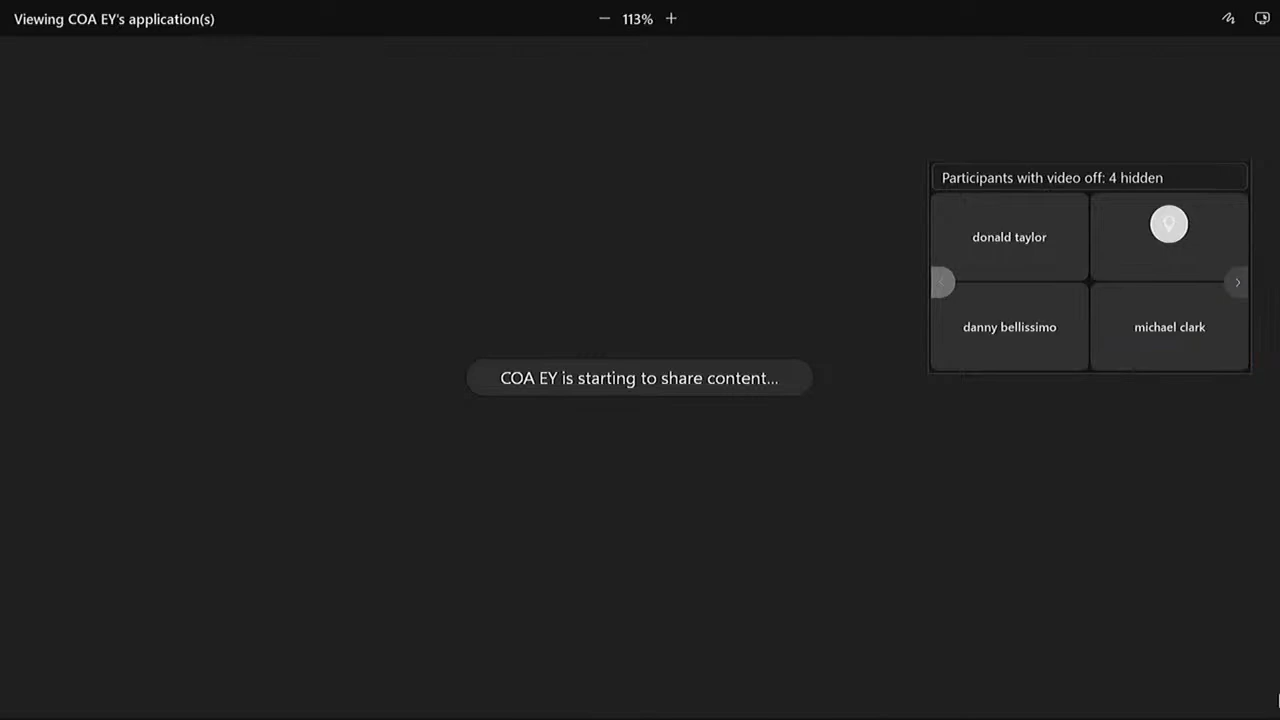 Viewing COA EY's application(s)
113%
Participants with video off: 4 hidden
donald taylor
danny bellissimo
michael clark
COA EY is starting to share content...